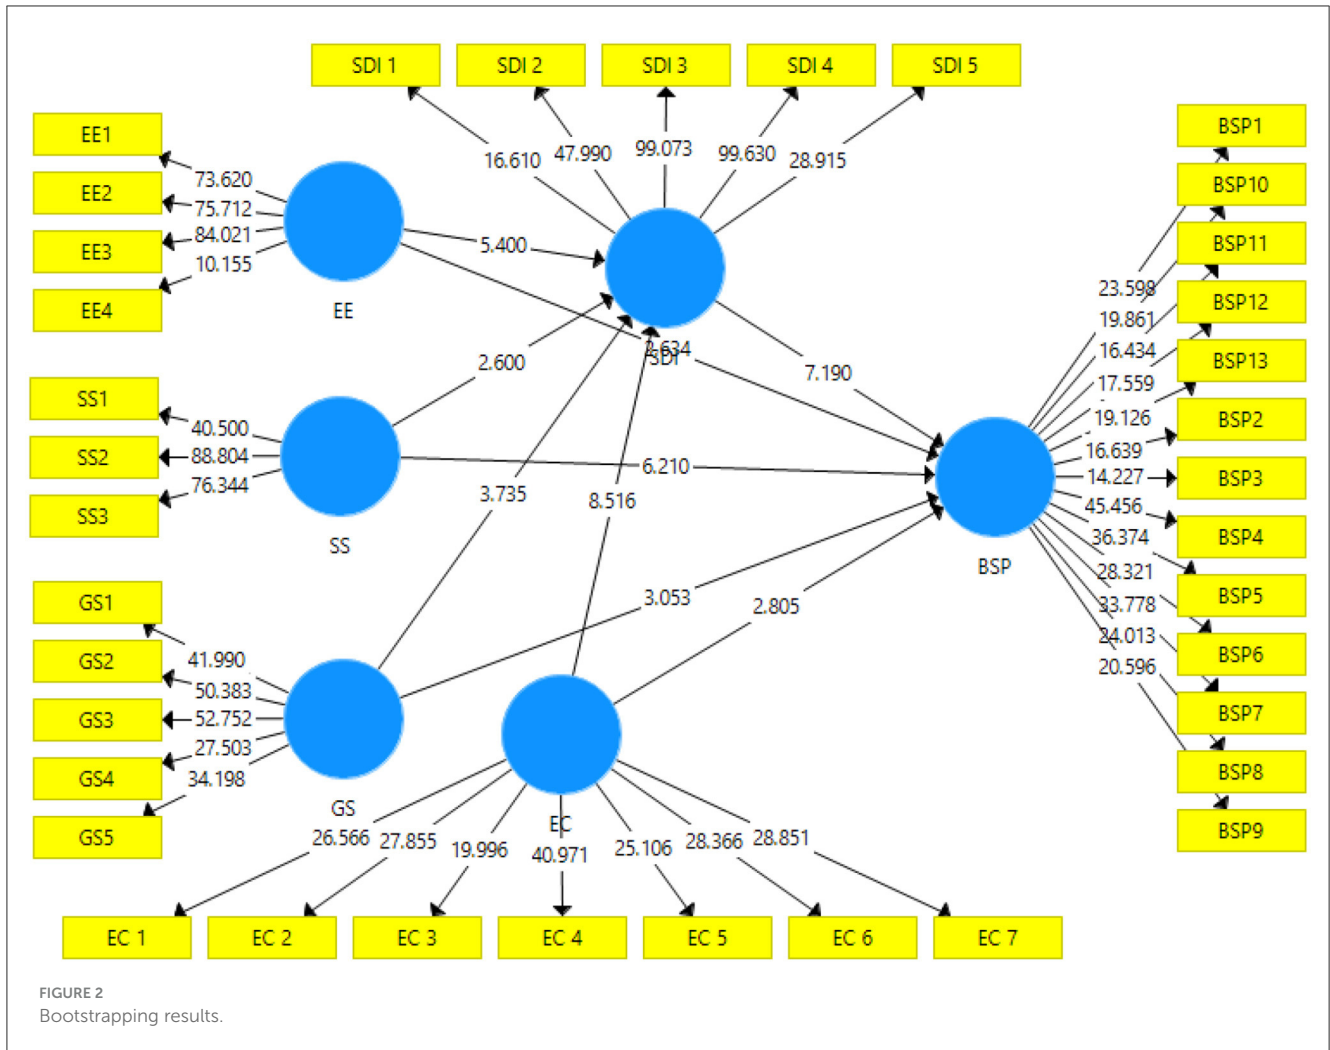 SDI 1
SDI 2
SDI 3
SDI 4
SDI 5
16.610
47.990
99.073
99.630
28.915
EE1
EE2
EE3
EE4
73.620
75.712
84.021
10.155
EE
5.400
2.634
SDI
SS1
SS2
SS3
40.500
88.804
76.344
SS
2.600
6.210
7.190
GS1
GS2
GS3
GS4
GS5
41.990
50.383
52.752
27.503
34.198
GS
3.735
8.516
3.053
2.805
EC
26.566
27.855
19.996
40.971
25.106
28.366
28.851
EC 1
EC 2
EC 3
EC 4
EC 5
EC 6
EC 7
BSP
23.598
19.861
16.434
17.559
19.126
16.639
14.227
45.456
36.374
28.321
33.778
24.013
20.596
BSP1
BSP10
BSP11
BSP12
BSP13
BSP2
BSP3
BSP4
BSP5
BSP6
BSP7
BSP8
BSP9
FIGURE 2
Bootstrapping results.